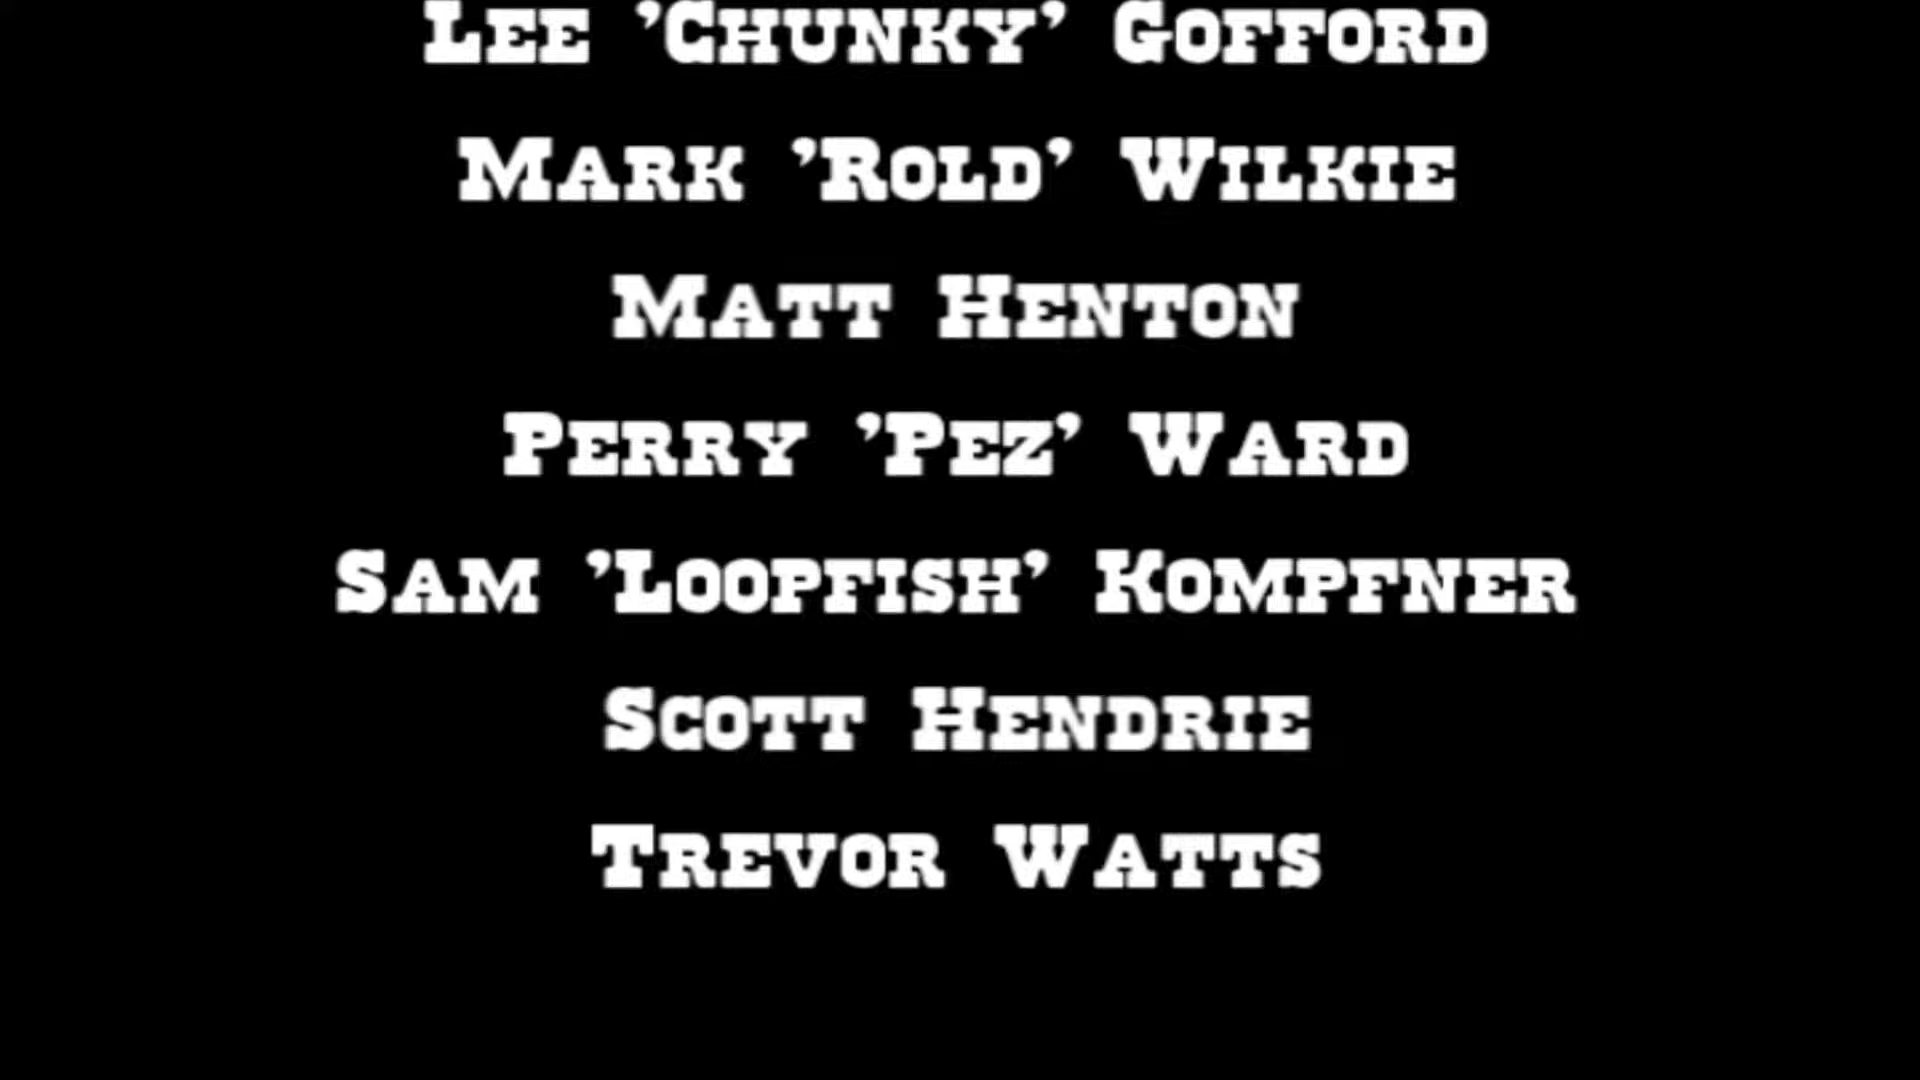 Lee 'Chunky' Gofford
Mark 'Rold' Wilkie
Matt Henton
Perry 'Pez' Ward
Sam 'Loopfish' Kompfner
Scott Hendrie
Trevor Watts